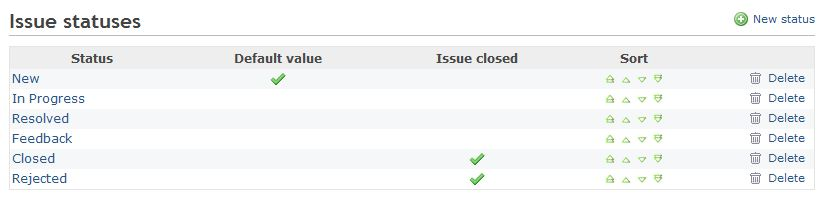 Issue statuses
New status
Status Default value Issue closed Sort
New Delete
In Progress Delete
Resolved Delete
Feedback Delete
Closed Delete
Rejected Delete